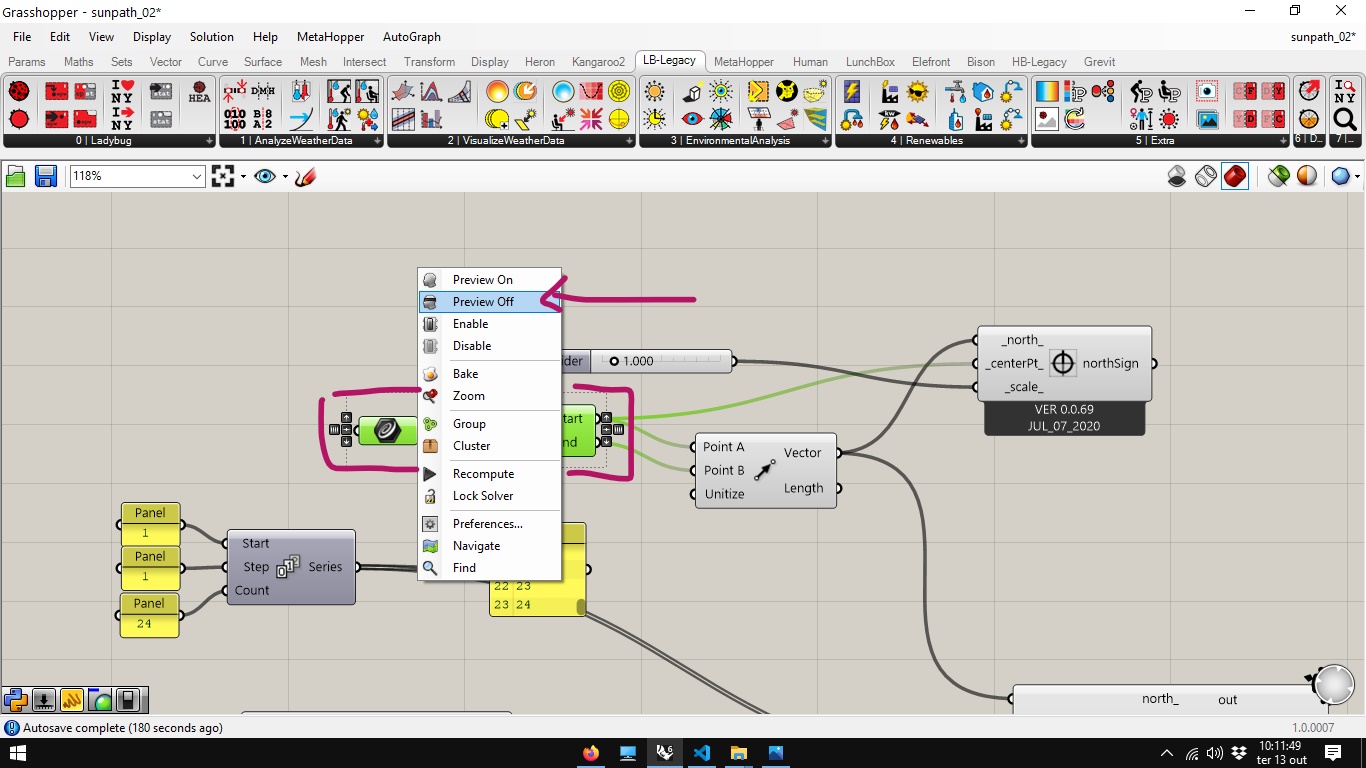 Grasshopper - sunpath_02*
File Edit View Display Solution Help MetaHopper AutoGraph sunpath_02*
Params Maths Sets Vector Curve Surface Mesh Intersect Transform Display Heron Kangaroo2 LB-Legacy MetaHopper Human LunchBox Elefront Bison HB-Legacy Grevit
I NY HEA I NY
0 | Ladybug 1 | AnalyzeWeatherData 2 | VisualizeWeatherData 3 | EnvironmentalAnalysis 4 | Renewables 5 | Extra 6 | D... 7 |...
118%
Preview On
Preview Off
Enable
Disable
Bake
Zoom
Group
Cluster
Recompute
Lock Solver
Preferences...
Navigate
Find
ider 1.000
_north_
_centerPt_ northSign
_scale_
VER 0.0.69
JUL_07_2020
tart
nd
Point A Vector
Point B
Unitize Length
Panel
1
Panel
1
Panel
24
Start
Step Series
Count
22 23
23 24
north_ out
Autosave complete (180 seconds ago) 1.0.0007
6
10:11:49
ter 13 out